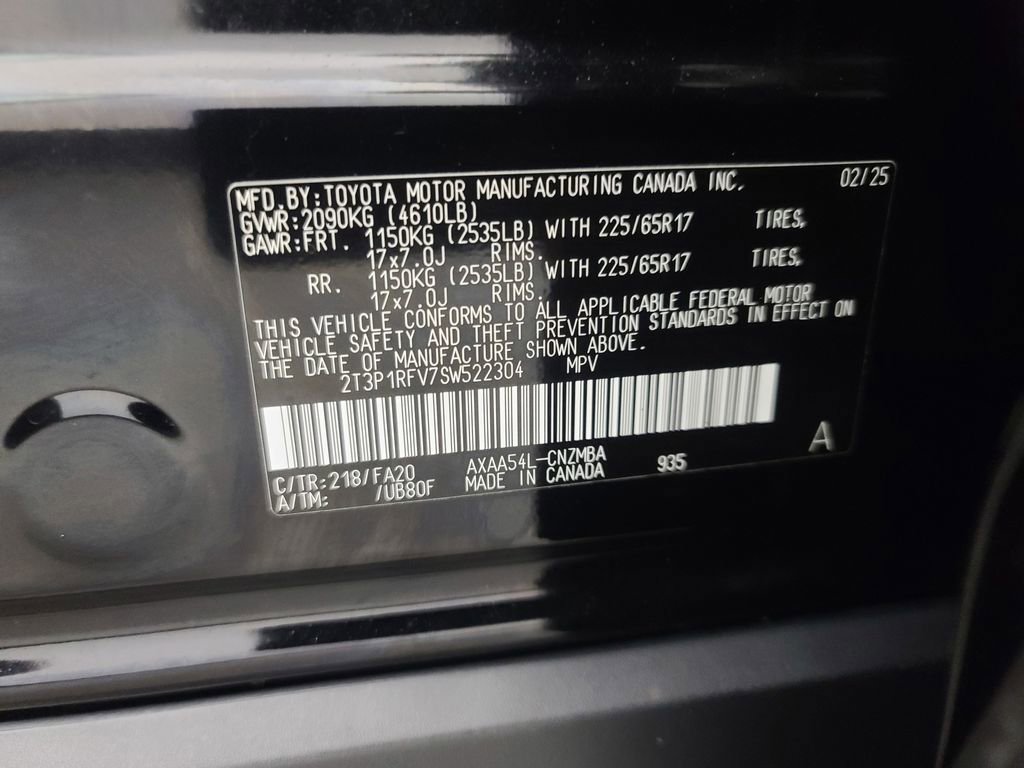 MFD.BY:TOYOTA MOTOR MANUFACTURING CANADA INC. 02/25
GVWR:2090KG (4610LB)
GAWR:FRT. 1150KG (2535LB) WITH 225/65R17 TIRES,
17x7.0J RIMS.
RR. 1150KG (2535LB) WITH 225/65R17 TIRES,
17x7.0J RIMS.
THIS VEHICLE CONFORMS TO ALL APPLICABLE FEDERAL MOTOR
VEHICLE SAFETY AND THEFT PREVENTION STANDARDS IN EFFECT ON
THE DATE OF MANUFACTURE SHOWN ABOVE.
2T3P1RFV7SW522304 MPV
A
C/TR:218/FA20 AXAA54L-CNZMBA 935
A/TM: /UB80F MADE IN CANADA